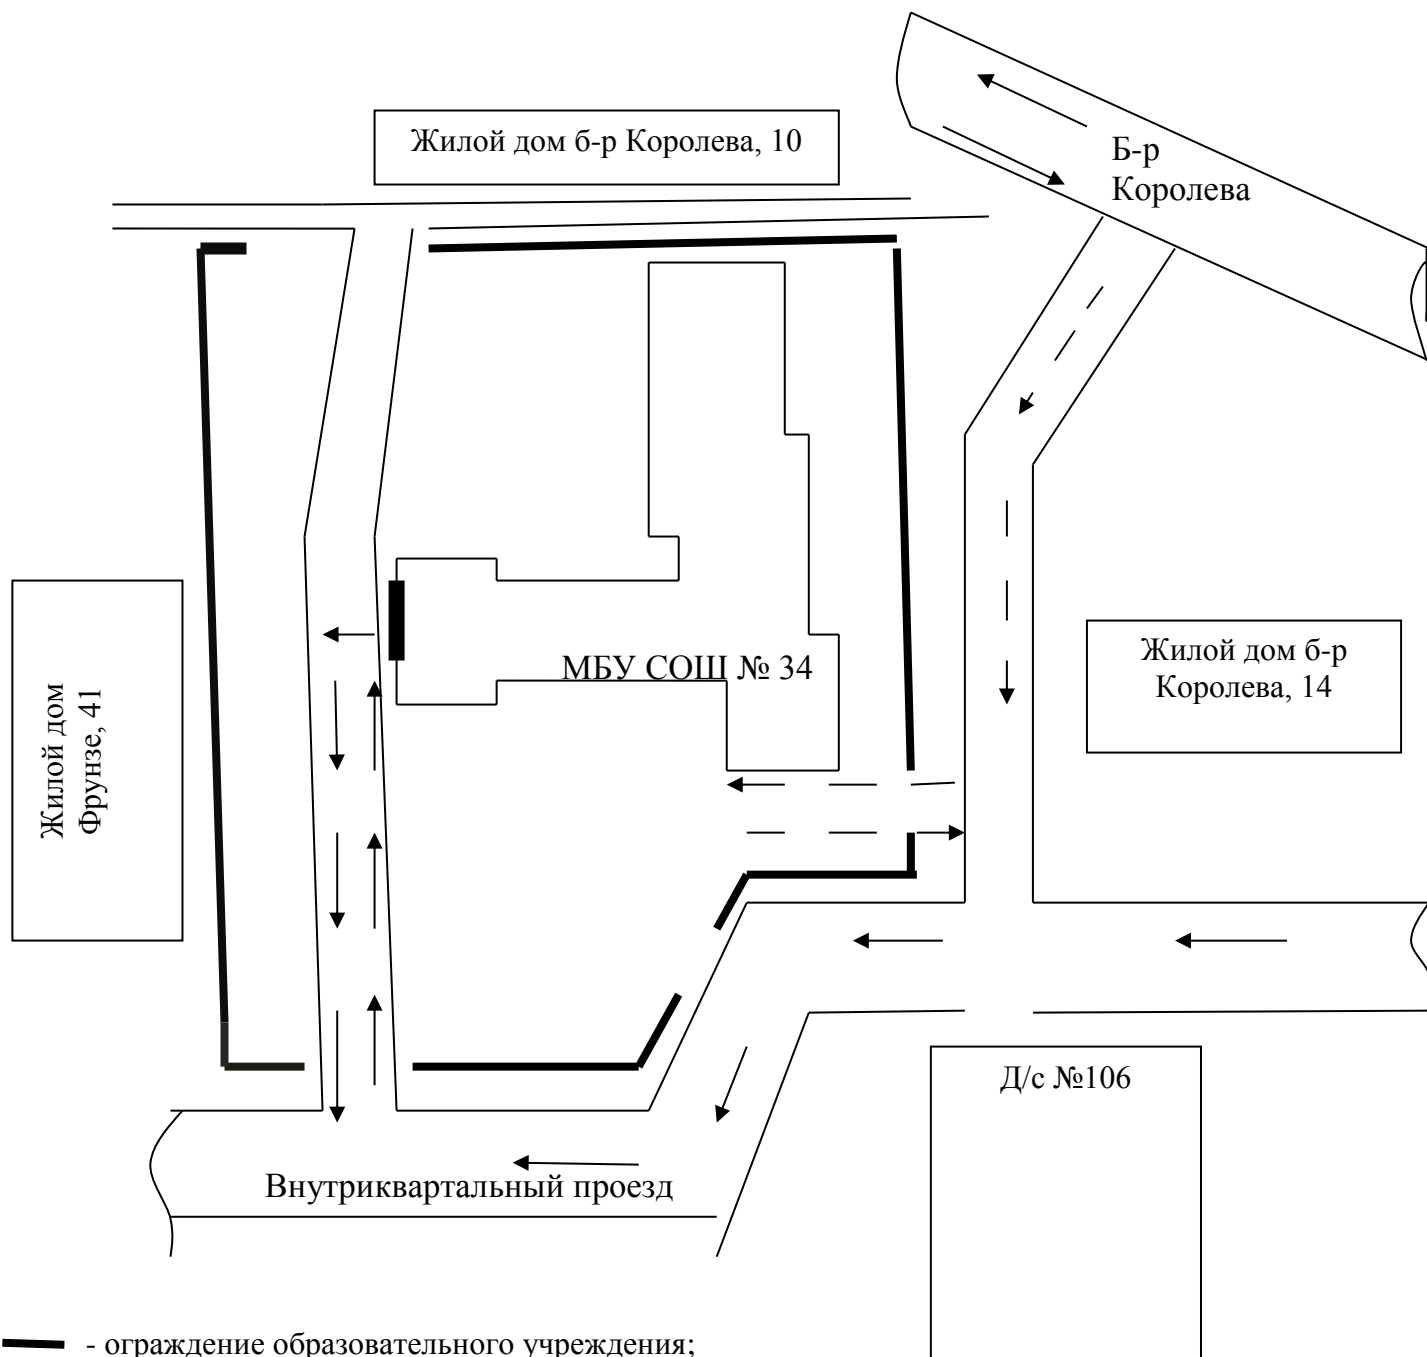 Жилой дом б-р Королева, 10
Б-р
Королева
МБУ СОШ № 34
Жилой дом б-р
Королева, 14
Жилой дом
Фрунзе, 41
Д/с №106
Внутриквартальный проезд
- ограждение образовательного учреждения;